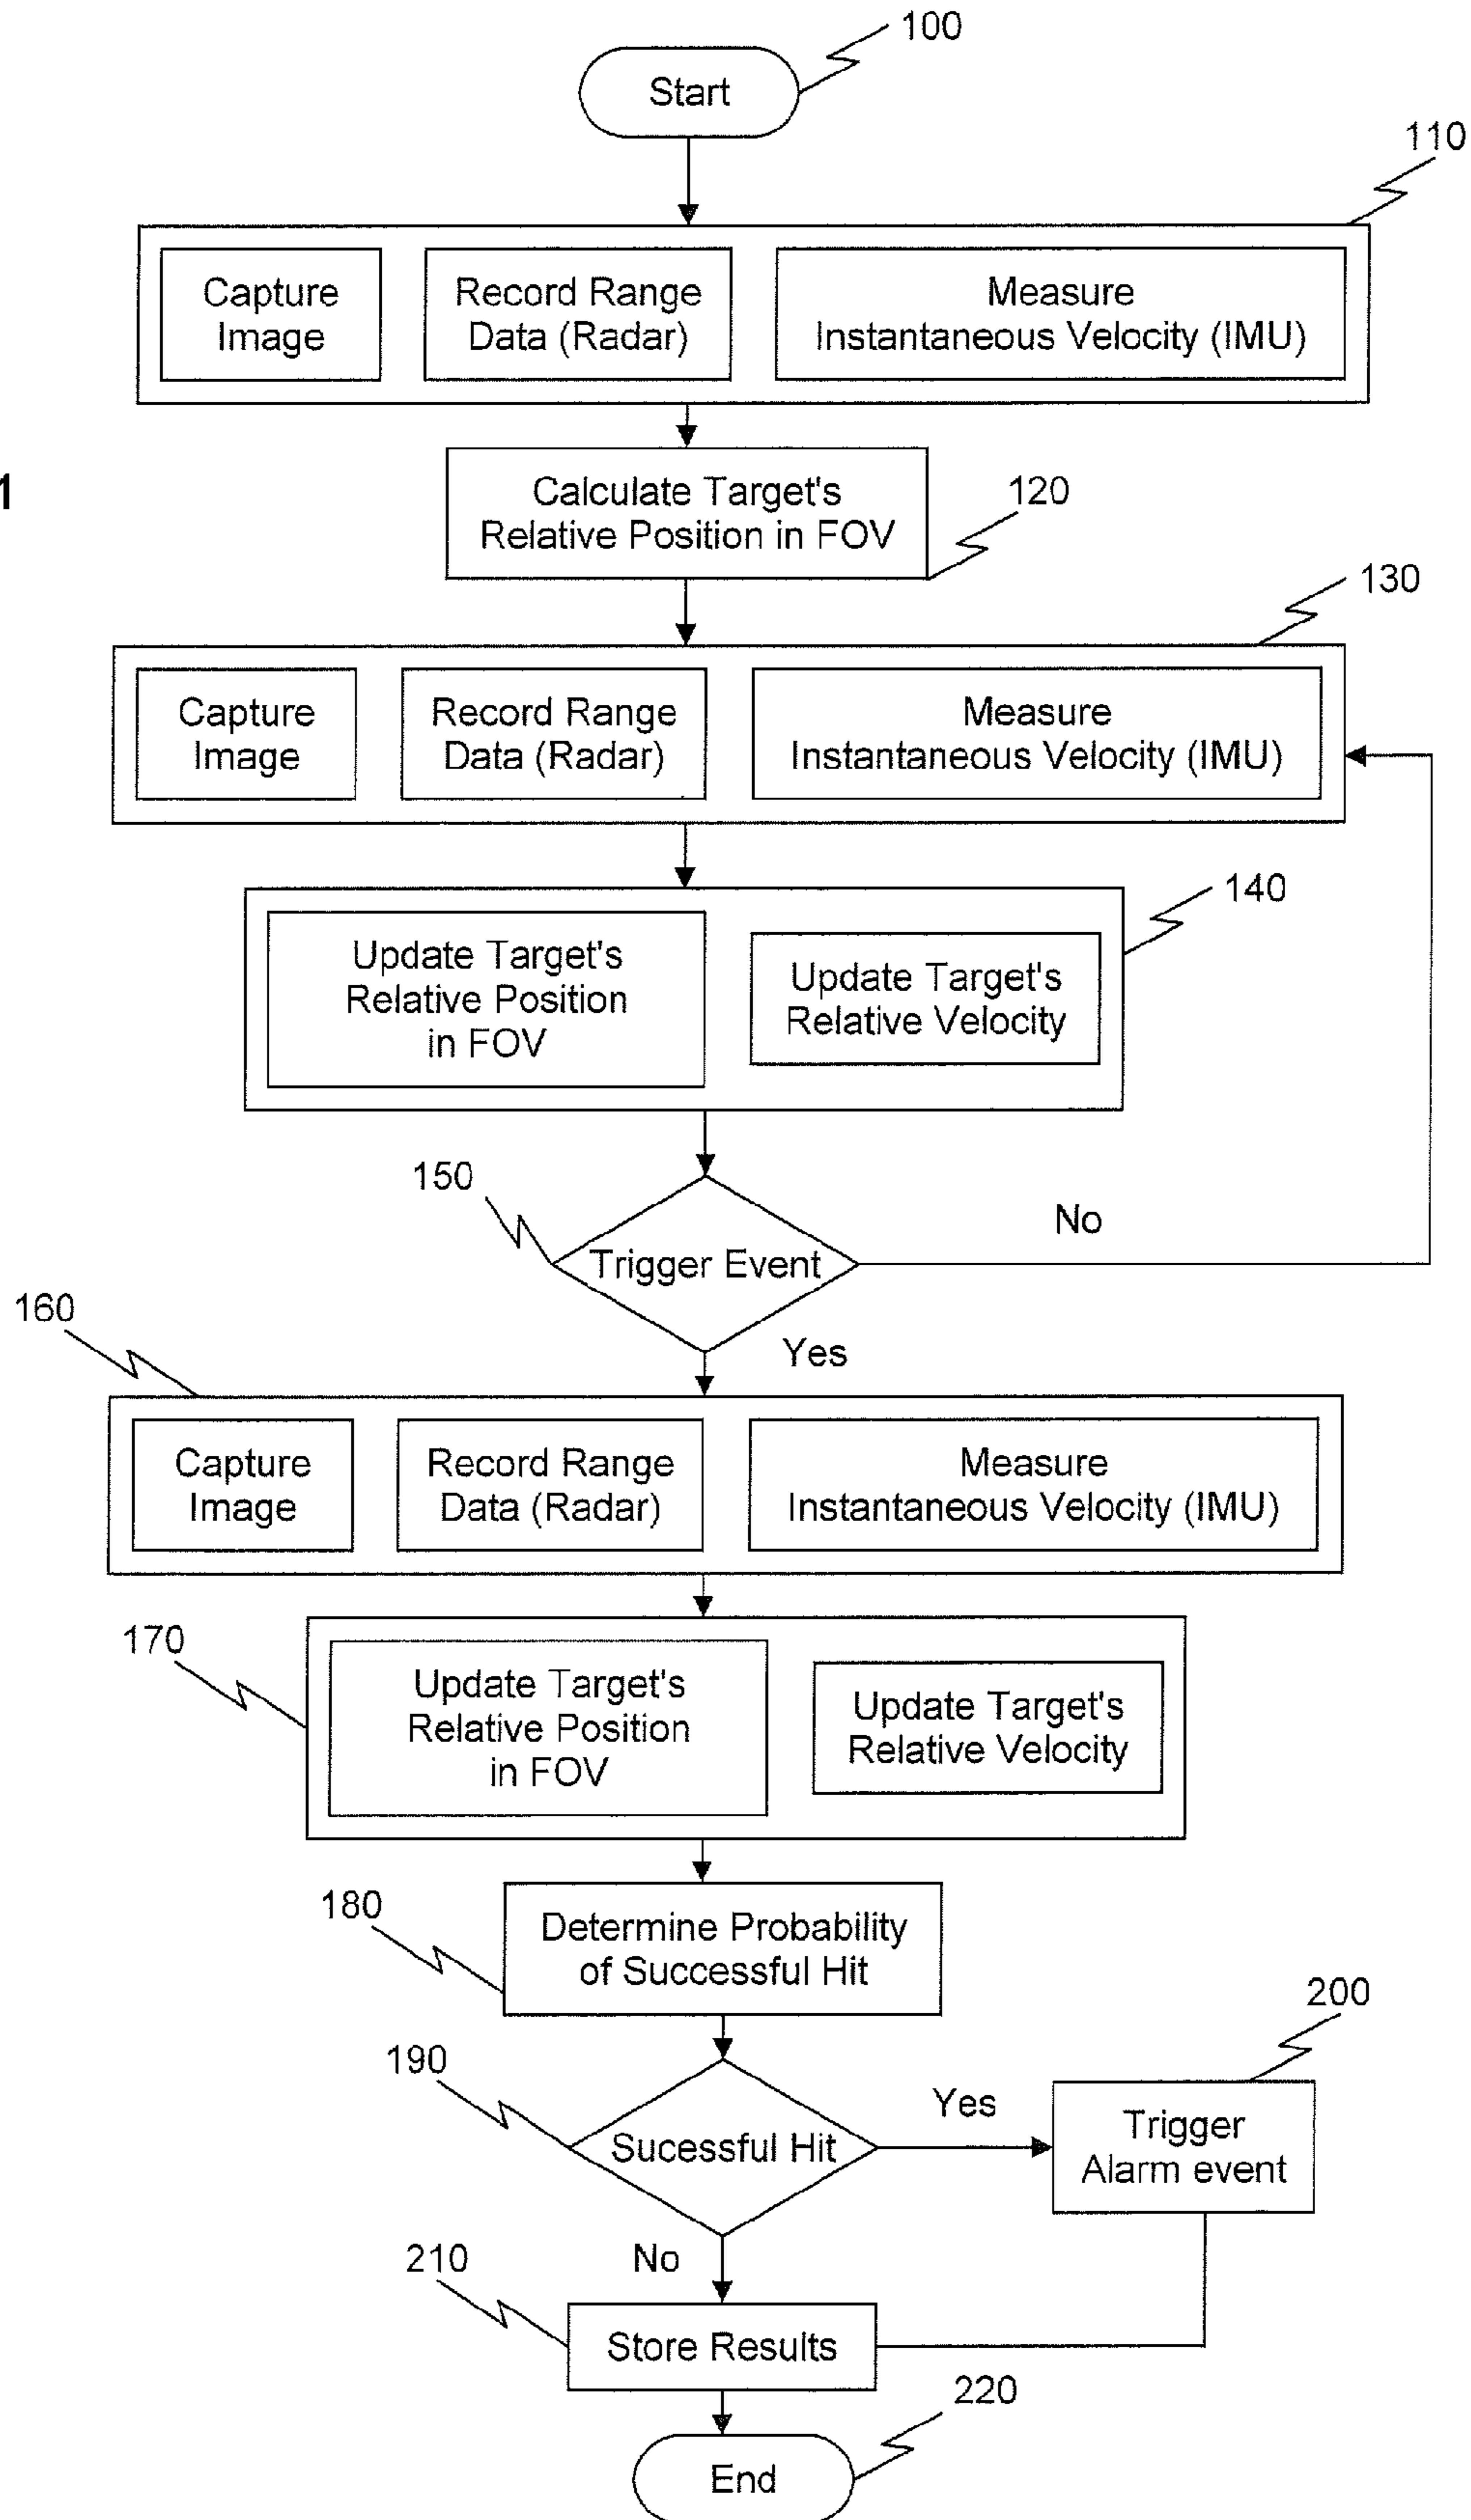 100
Start
110
Capture
Image
Record Range
Data (Radar)
Measure
Instantaneous Velocity (IMU)
1
Calculate Target's
Relative Position in FOV
120
130
Capture
Image
Record Range
Data (Radar)
Measure
Instantaneous Velocity (IMU)
140
Update Target's
Relative Position
in FOV
Update Target's
Relative Velocity
150
Trigger Event
No
Yes
160
Capture
Image
Record Range
Data (Radar)
Measure
Instantaneous Velocity (IMU)
170
Update Target's
Relative Position
in FOV
Update Target's
Relative Velocity
180
Determine Probability
of Successful Hit
190
Sucessful Hit
Yes
200
Trigger
Alarm event
No
210
Store Results
220
End